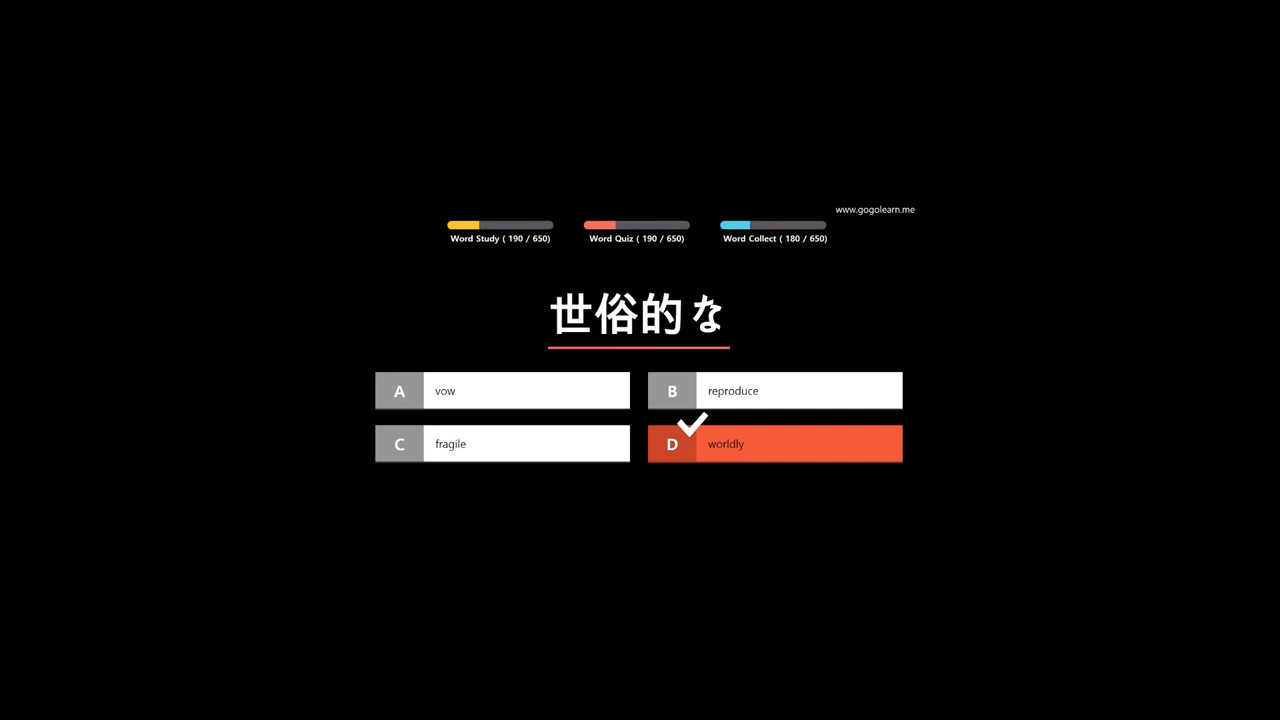 www.gogolearn.me
Word Study ( 190 / 650)
Word Quiz ( 190 / 650)
Word Collect ( 180 / 650)
世俗的な
A vow
B reproduce
C fragile
D worldly